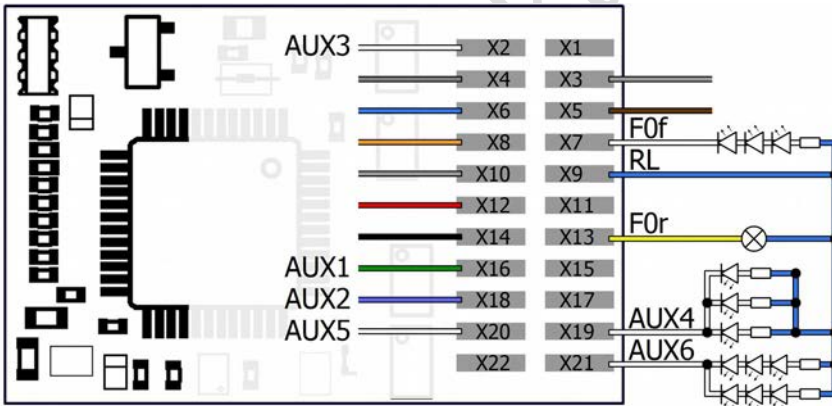 AUX3 X2 X1
X4 X3
X6 X5
X8 X7 F0f
X10 X9 RL
X12 X11
X14 X13 F0r
AUX1 X16 X15
AUX2 X18 X17
AUX5 X20 X19 AUX4
X22 X21 AUX6